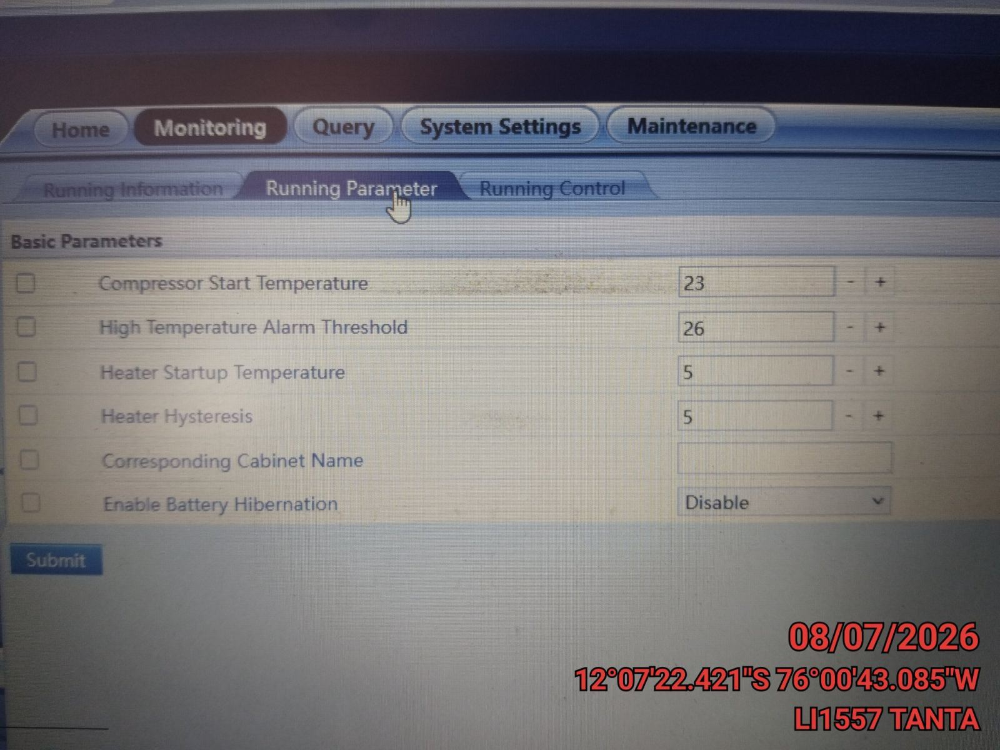 Home Monitoring Query System Settings Maintenance
Running Information Running Parameter Running Control
Basic Parameters
Compressor Start Temperature 23 - +
High Temperature Alarm Threshold 26 - +
Heater Startup Temperature 5 - +
Heater Hysteresis 5 - +
Corresponding Cabinet Name
Enable Battery Hibernation Disable
Submit
08/07/2026
12°07'22.421"S 76°00'43.085"W
LI1557 TANTA